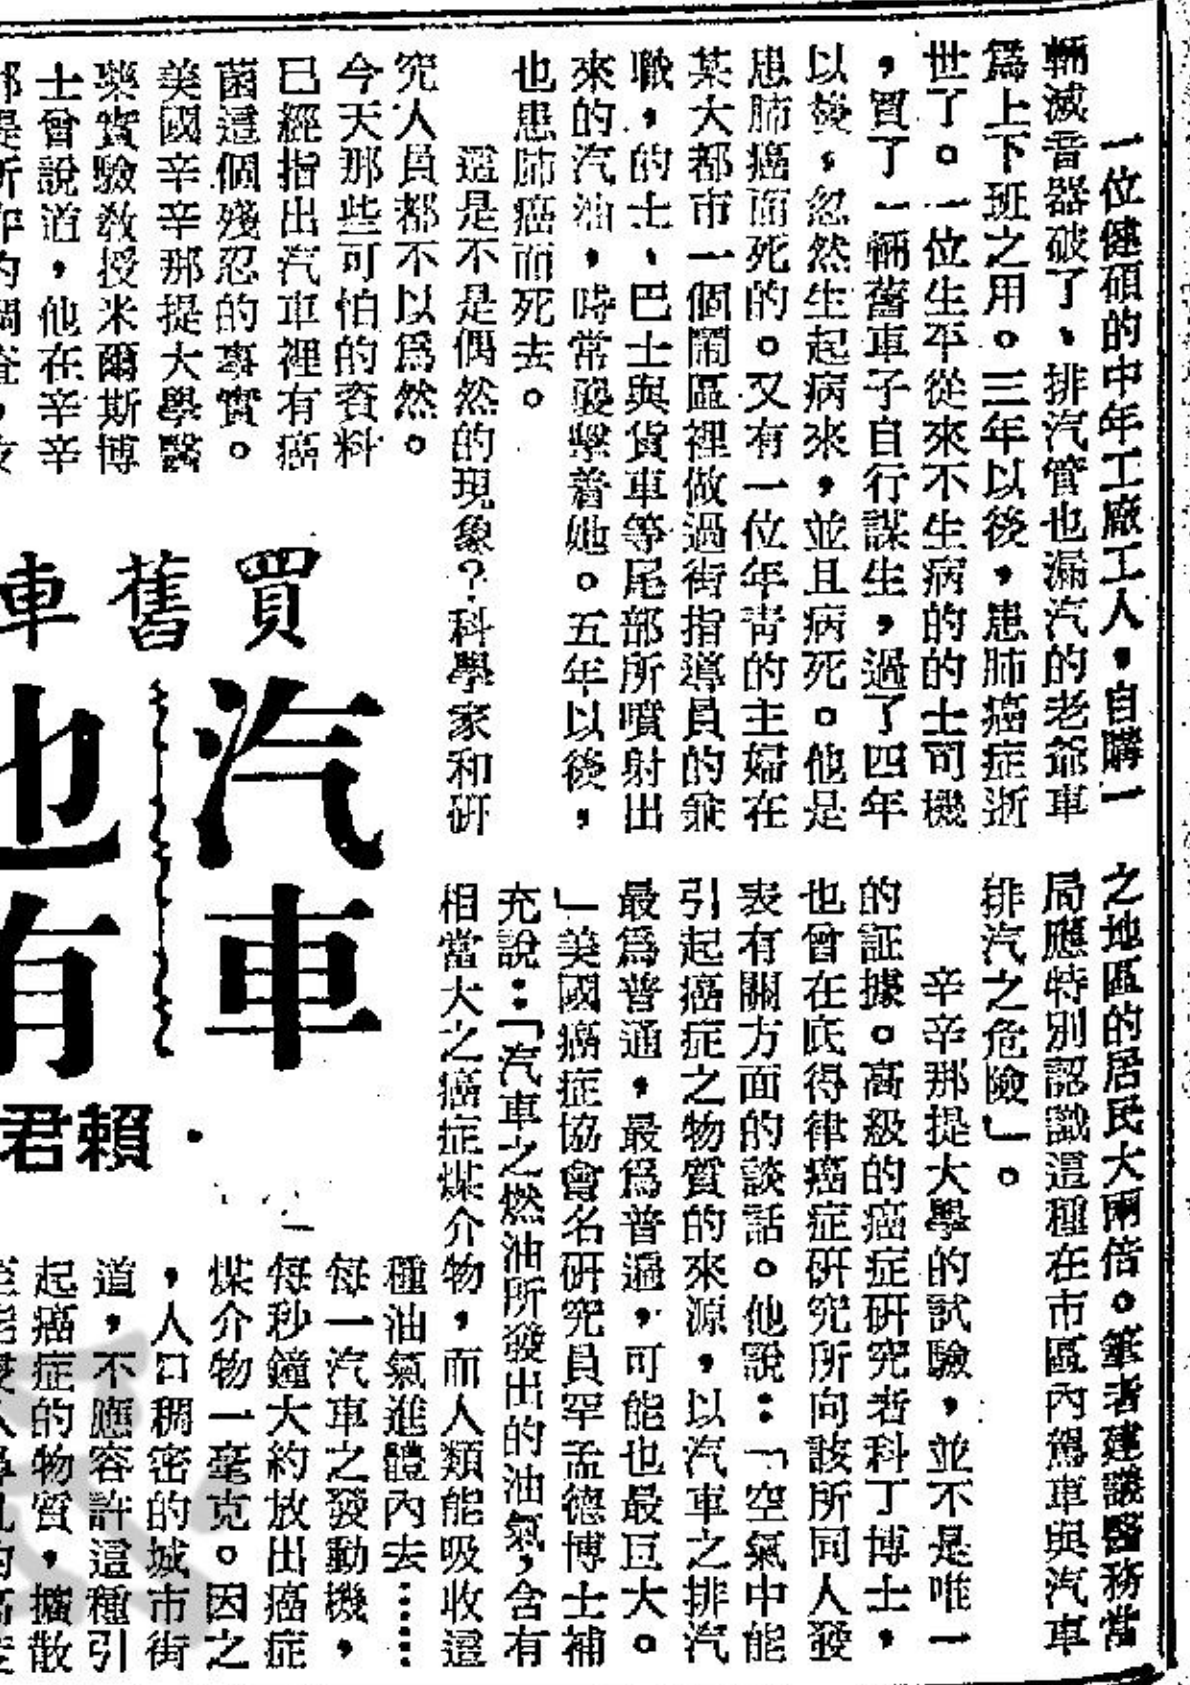 一位健碩的中年工廠工人，自購一
輛滅音器破了、排汽管也漏汽的老爺車
爲上下班之用。三年以後，患肺癌症逝
世了。一位生平從來不生病的的士司機
，買了一輛舊車子自行謀生，過了四年
以後，忽然生起病來，並且病死。他是
患肺癌而死的。又有一位年青的主婦在
某大都市一個鬧區裡做過街指導員的兼
職，的士、巴士與貨車等尾部所噴射出
來的汽油，時常襲擊着她。五年以後，
也患肺癌而死去。
這是不是偶然的現象？科學家和研
究人員都不以爲然。
今天那些可怕的資料
已經指出汽車裡有癌
菌這個殘忍的事實。
美國辛辛那提大學醫
藥實驗敎授米爾斯博
士曾說道，他在辛辛
買舊車
汽車
也有
·賴君
之地區的居民大兩倍。筆者建議醫務當
局應特別認識這種在市區內駕車與汽車
排汽之危險」。
辛辛那提大學的試驗，並不是唯一
的証據。高級的癌症研究者科丁博士，
也曾在底得律癌症研究所向該所同人發
表有關方面的談話。他說：「空氣中能
引起癌症之物質的來源，以汽車之排汽
最爲普通，最爲普遍，可能也最巨大。
」美國癌症協會名研究員罕孟德博士補
充說：「汽車之燃油所發出的油氣，含有
相當大之癌症煤介物，而人類能吸收這
種油氣進體內去……
每一汽車之發動機，
每秒鐘大約放出癌症
煤介物一毫克。因之
，人口稠密的城市街
道，不應容許這種引
起癌症的物質，擴散